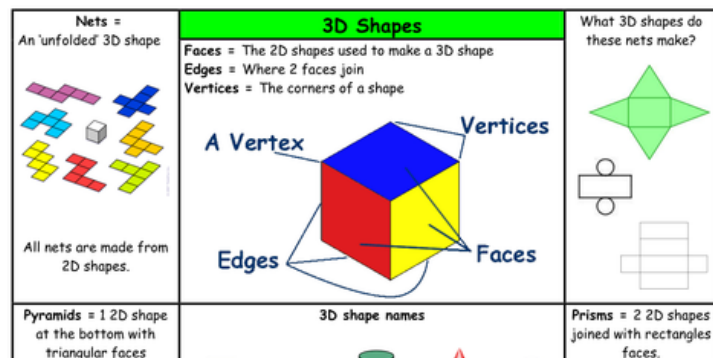 Nets =
An 'unfolded' 3D shape
All nets are made from
2D shapes.
3D Shapes
Faces = The 2D shapes used to make a 3D shape
Edges = Where 2 faces join
Vertices = The corners of a shape
A Vertex
Vertices
Edges
Faces
What 3D shapes do
these nets make?
Pyramids = 1 2D shape
at the bottom with
triangular faces
3D shape names
Prisms = 2 2D shapes
joined with rectangles
faces.